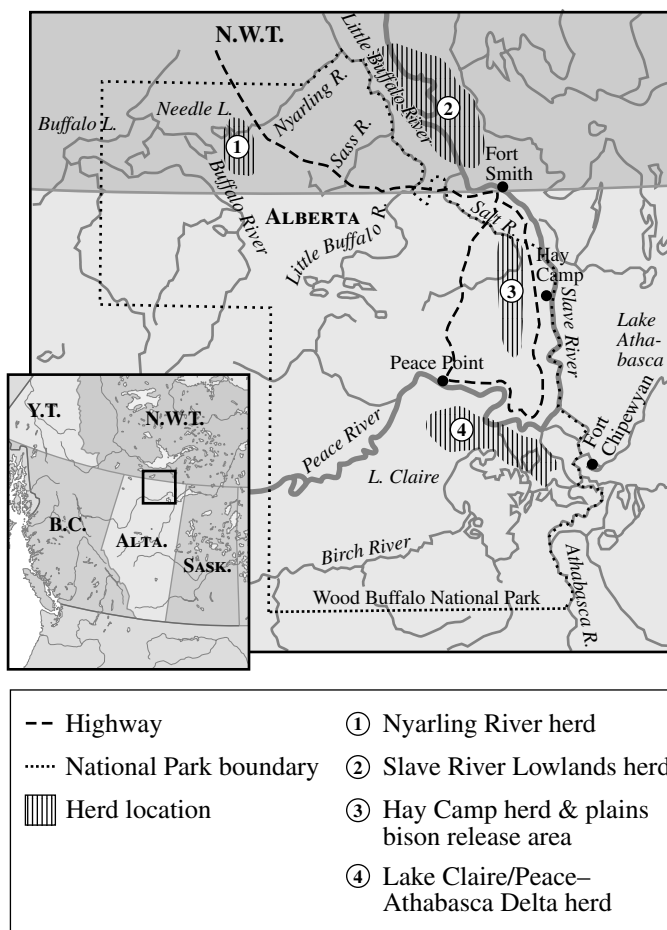 N.W.T.
Little Buffalo River
Needle L.
Nyarling R.
Buffalo L.
②
①
Sass R.
Fort
Smith
Buffalo River
ALBERTA
Little Buffalo R.
Salt R.
Hay
Camp
③
Slave River
Lake
Atha-
basca
Peace Point
Y.T.
N.W.T.
Peace River
④
Fort
Chipewyan
L. Claire
B.C.
ALTA.
SASK.
Birch River
Athabasca R.
Wood Buffalo National Park
Highway
National Park boundary
Herd location
① Nyarling River herd
② Slave River Lowlands herd
③ Hay Camp herd & plains
bison release area
④ Lake Claire/Peace–
Athabasca Delta herd